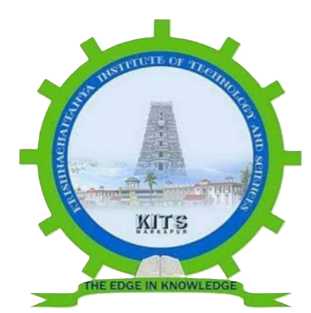 KRISHNACHAITANYA INSTITUTE OF TECHNOLOGY AND SCIENCES
KITS
MARKAPUR
THE EDGE IN KNOWLEDGE